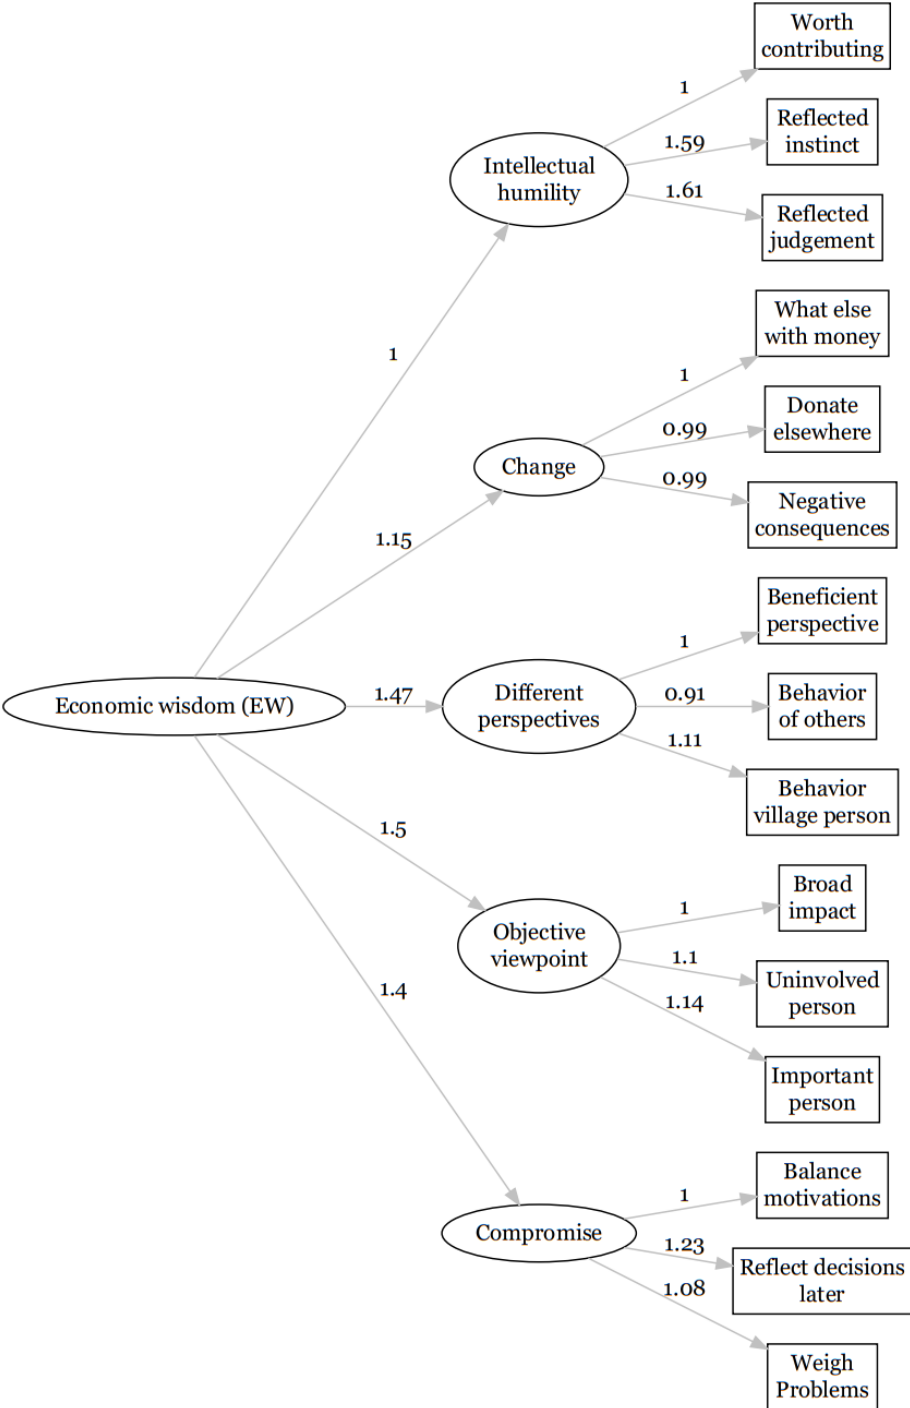 Worth
contributing
1
Reflected
instinct
1.59
Intellectual
humility
1.61
Reflected
judgement
What else
with money
1
1
Donate
elsewhere
0.99
Change
0.99
Negative
consequences
1.15
Beneficient
perspective
1
Economic wisdom (EW)
1.47
Different
perspectives
0.91
Behavior
of others
1.11
Behavior
village person
1.5
Broad
impact
1
Objective
viewpoint
1.1
Uninvolved
person
1.4
1.14
Important
person
Balance
motivations
1
Compromise
1.23
Reflect decisions
later
1.08
Weigh
Problems